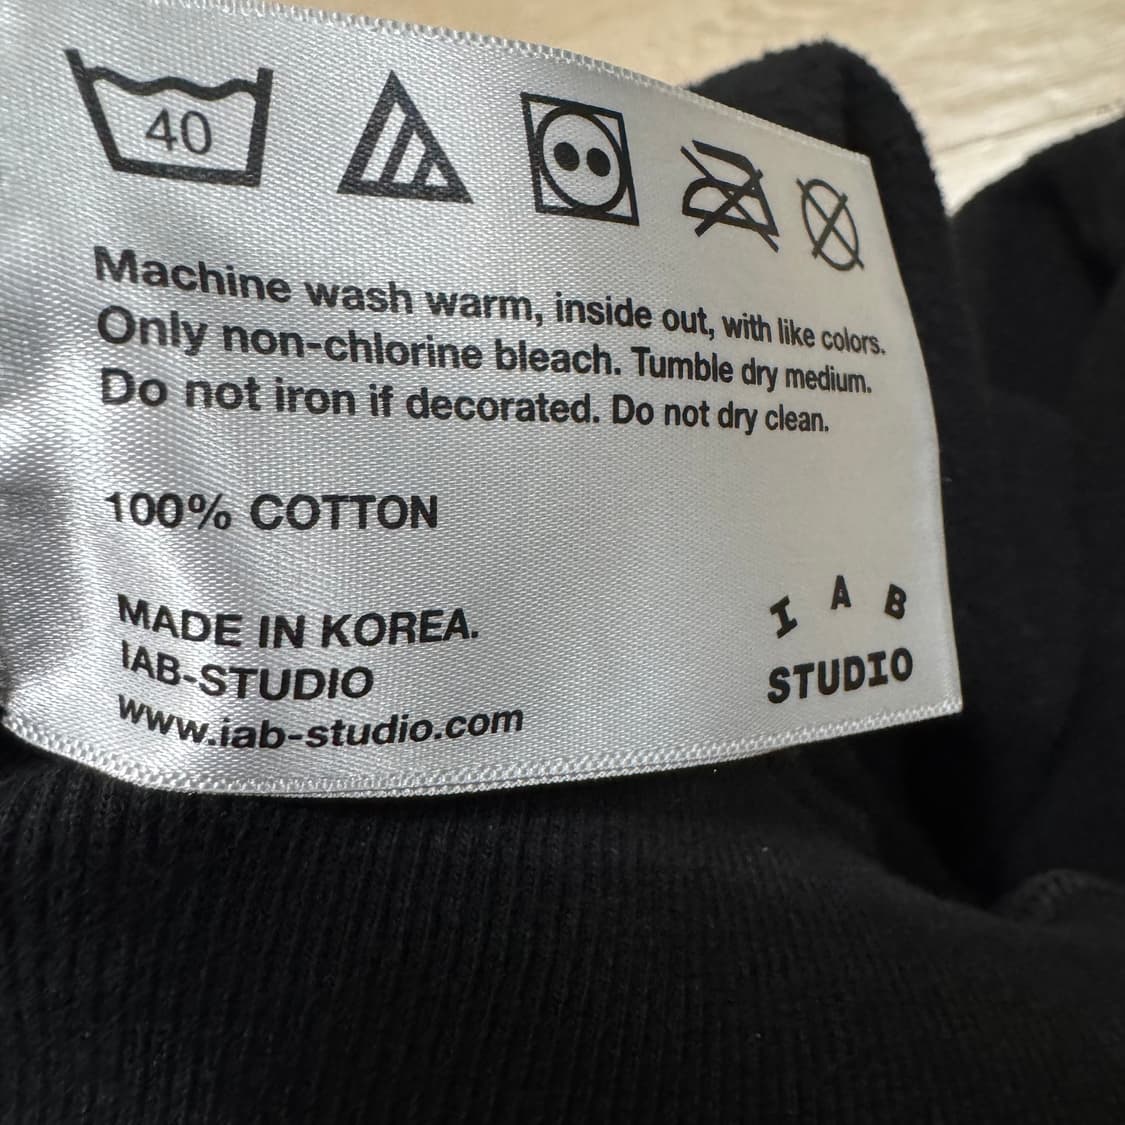 40
Machine wash warm, inside out, with like colors.
Only non-chlorine bleach. Tumble dry medium.
Do not iron if decorated. Do not dry clean.
100% COTTON
MADE IN KOREA.
IAB-STUDIO
www.iab-studio.com
I A B
STUDIO